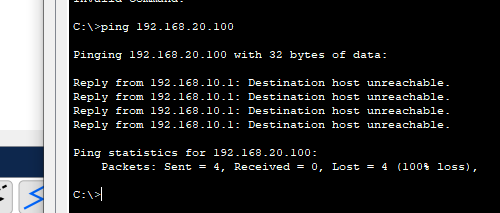 Invalid Command.
C:\>ping 192.168.20.100
Pinging 192.168.20.100 with 32 bytes of data:
Reply from 192.168.10.1: Destination host unreachable.
Reply from 192.168.10.1: Destination host unreachable.
Reply from 192.168.10.1: Destination host unreachable.
Reply from 192.168.10.1: Destination host unreachable.
Ping statistics for 192.168.20.100:
    Packets: Sent = 4, Received = 0, Lost = 4 (100% loss),
C:\>